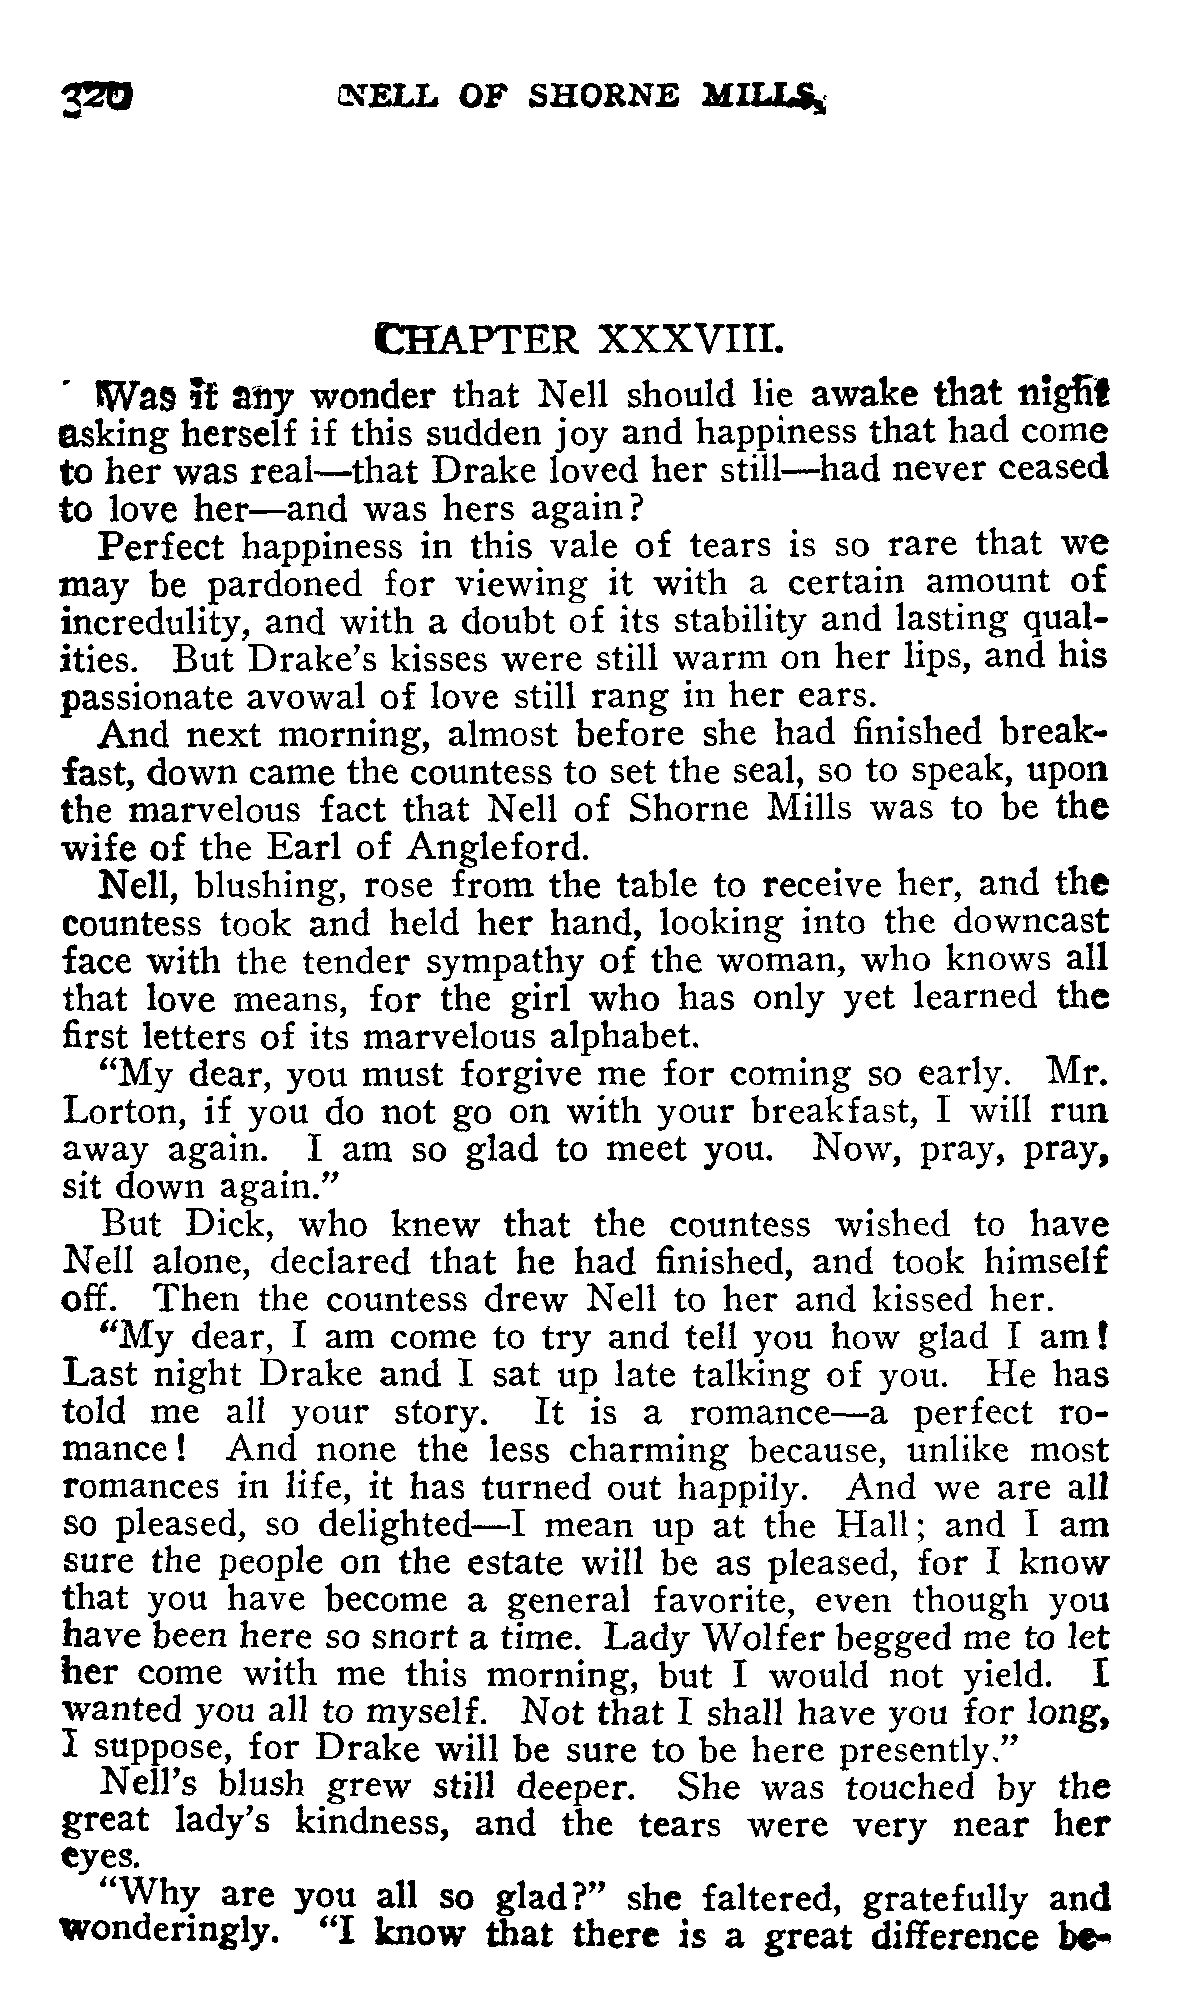 320 NELL OF SHORNE MILLS.
CHAPTER XXXVIII.
Was it any wonder that Nell should lie awake that night
asking herself if this sudden joy and happiness that had come
to her was real—that Drake loved her still—had never ceased
to love her—and was hers again?
Perfect happiness in this vale of tears is so rare that we
may be pardoned for viewing it with a certain amount of
incredulity, and with a doubt of its stability and lasting qual-
ities. But Drake's kisses were still warm on her lips, and his
passionate avowal of love still rang in her ears.
And next morning, almost before she had finished break-
fast, down came the countess to set the seal, so to speak, upon
the marvelous fact that Nell of Shorne Mills was to be the
wife of the Earl of Angleford.
Nell, blushing, rose from the table to receive her, and the
countess took and held her hand, looking into the downcast
face with the tender sympathy of the woman, who knows all
that love means, for the girl who has only yet learned the
first letters of its marvelous alphabet.
"My dear, you must forgive me for coming so early. Mr.
Lorton, if you do not go on with your breakfast, I will run
away again. I am so glad to meet you. Now, pray, pray,
sit down again."
But Dick, who knew that the countess wished to have
Nell alone, declared that he had finished, and took himself
off. Then the countess drew Nell to her and kissed her.
"My dear, I am come to try and tell you how glad I am!
Last night Drake and I sat up late talking of you. He has
told me all your story. It is a romance—a perfect ro-
mance! And none the less charming because, unlike most
romances in life, it has turned out happily. And we are all
so pleased, so delighted—I mean up at the Hall; and I am
sure the people on the estate will be as pleased, for I know
that you have become a general favorite, even though you
have been here so snort a time. Lady Wolfer begged me to let
her come with me this morning, but I would not yield. I
wanted you all to myself. Not that I shall have you for long,
I suppose, for Drake will be sure to be here presently."
Nell's blush grew still deeper. She was touched by the
great lady's kindness, and the tears were very near her
eyes.
"Why are you all so glad?" she faltered, gratefully and
wonderingly. "I know that there is a great difference be-